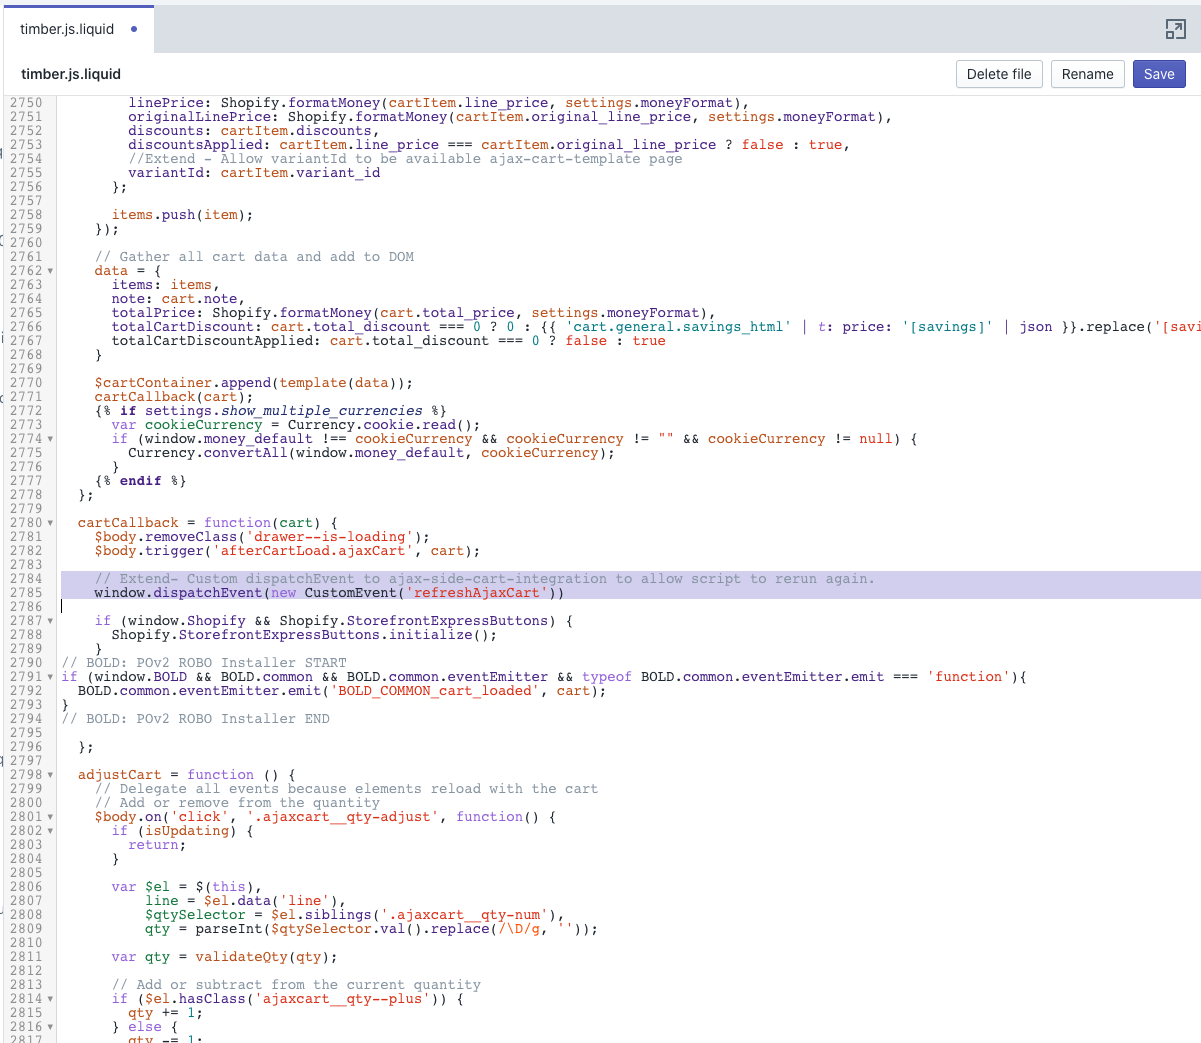 timber.js.liquid
timber.js.liquid
Delete file
Rename
Save
2750 linePrice: Shopify.formatMoney(cartItem.line_price, settings.moneyFormat),
2751 originalLinePrice: Shopify.formatMoney(cartItem.original_line_price, settings.moneyFormat),
2752 discounts: cartItem.discounts,
2753 discountsApplied: cartItem.line_price === cartItem.original_line_price ? false : true,
2754 //Extend - Allow variantId to be available ajax-cart-template page
2755 variantId: cartItem.variant_id
2756 };
2757
2758 items.push(item);
2759 });
2760
2761 // Gather all cart data and add to DOM
2762 data = {
2763 items: items,
2764 note: cart.note,
2765 totalPrice: Shopify.formatMoney(cart.total_price, settings.moneyFormat),
2766 totalCartDiscount: cart.total_discount === 0 ? 0 : {{ 'cart.general.savings_html' | t: price: '[savings]' | json }}.replace('[savi
2767 totalCartDiscountApplied: cart.total_discount === 0 ? false : true
2768 }
2769
2770 $cartContainer.append(template(data));
2771 cartCallback(cart);
2772 {% if settings.show_multiple_currencies %}
2773 var cookieCurrency = Currency.cookie.read();
2774 if (window.money_default !== cookieCurrency && cookieCurrency != "" && cookieCurrency != null) {
2775 Currency.convertAll(window.money_default, cookieCurrency);
2776 }
2777 {% endif %}
2778 };
2779
2780 cartCallback = function(cart) {
2781 $body.removeClass('drawer--is-loading');
2782 $body.trigger('afterCartLoad.ajaxCart', cart);
2783
2784 // Extend- Custom dispatchEvent to ajax-side-cart-integration to allow script to rerun again.
2785 window.dispatchEvent(new CustomEvent('refreshAjaxCart'))
2786
2787 if (window.Shopify && Shopify.StorefrontExpressButtons) {
2788 Shopify.StorefrontExpressButtons.initialize();
2789 }
2790 // BOLD: POv2 ROBO Installer START
2791 if (window.BOLD && BOLD.common && BOLD.common.eventEmitter && typeof BOLD.common.eventEmitter.emit === 'function'){
2792 BOLD.common.eventEmitter.emit('BOLD_COMMON_cart_loaded', cart);
2793 }
2794 // BOLD: POv2 ROBO Installer END
2795
2796 };
2797
2798 adjustCart = function () {
2799 // Delegate all events because elements reload with the cart
2800 // Add or remove from the quantity
2801 $body.on('click', '.ajaxcart__qty-adjust', function() {
2802 if (isUpdating) {
2803 return;
2804 }
2805
2806 var $el = $(this),
2807 line = $el.data('line'),
2808 $qtySelector = $el.siblings('.ajaxcart__qty-num'),
2809 qty = parseInt($qtySelector.val().replace(/\D/g, ''));
2810
2811 var qty = validateQty(qty);
2812
2813 // Add or subtract from the current quantity
2814 if ($el.hasClass('ajaxcart__qty--plus')) {
2815 qty += 1;
2816 } else {
2817 qty -= 1;